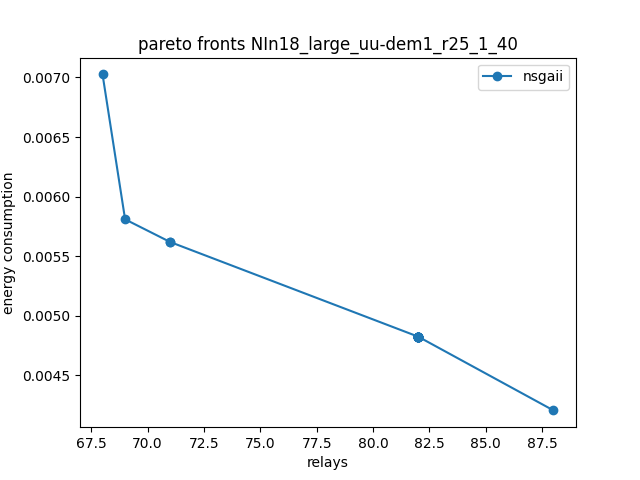 pareto fronts NIn18_large_uu-dem1_r25_1_40
nsgaii
0.0070
0.0065
0.0060
0.0055
0.0050
0.0045
energy consumption
67.5 70.0 72.5 75.0 77.5 80.0 82.5 85.0 87.5
relays